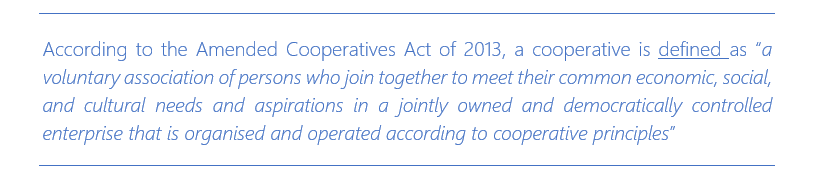 According to the Amended Cooperatives Act of 2013, a cooperative is defined as “a
voluntary association of persons who join together to meet their common economic, social,
and cultural needs and aspirations in a jointly owned and democratically controlled
enterprise that is organised and operated according to cooperative principles”